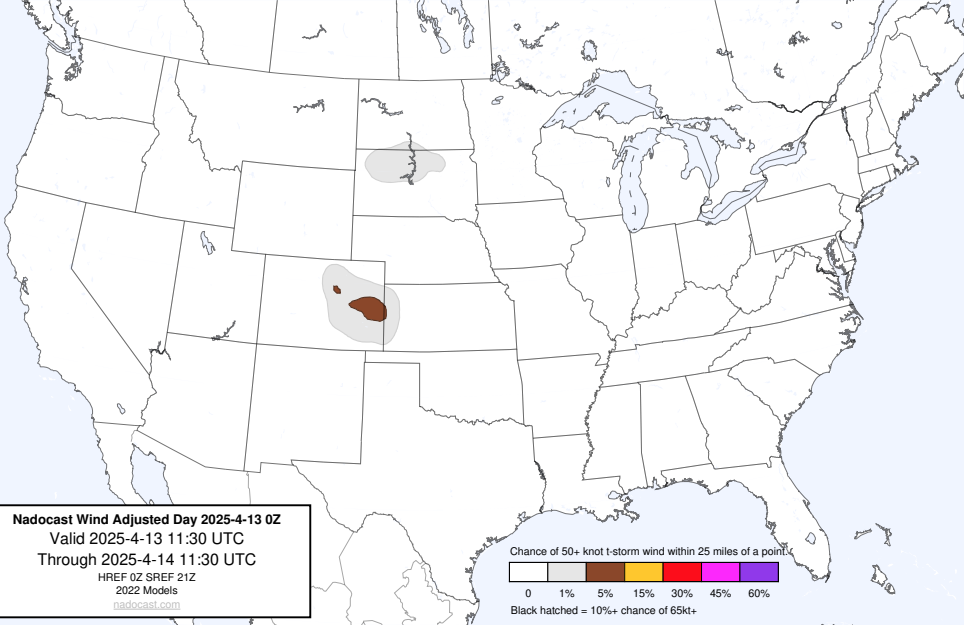 Nadocast Wind Adjusted Day 2025-4-13 0Z
Valid 2025-4-13 11:30 UTC
Through 2025-4-14 11:30 UTC
HREF 0Z SREF 21Z
2022 Models
nadocast.com
Chance of 50+ knot t-storm wind within 25 miles of a point.
0 1% 5% 15% 30% 45% 60%
Black hatched = 10%+ chance of 65kt+